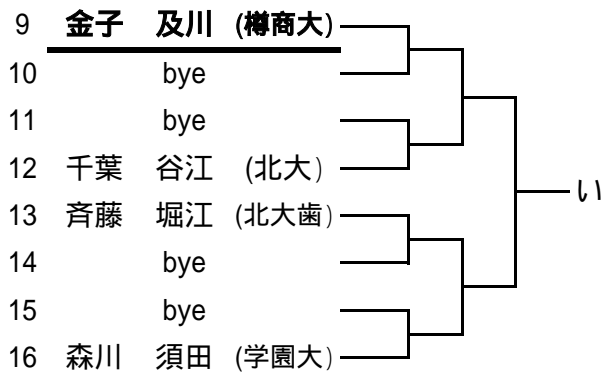 9 金子 及川 (樽商大)
10 bye
11 bye
12 千葉 谷江 (北大)
13 斉藤 堀江 (北大歯)
14 bye
15 bye
16 森川 須田 (学園大)
い